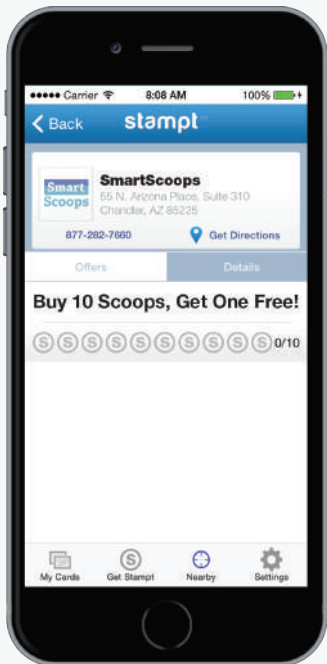 Carrier 8:08 AM 100%
Back stampt
Smart
Scoops
SmartScoops
55 N. Arizona Place, Suite 310
Chandler, AZ 85225
877-282-7660 Get Directions
Offers Details
Buy 10 Scoops, Get One Free!
S S S S S S S S S S 0/10
S
My Cards Get Stampt Nearby Settings